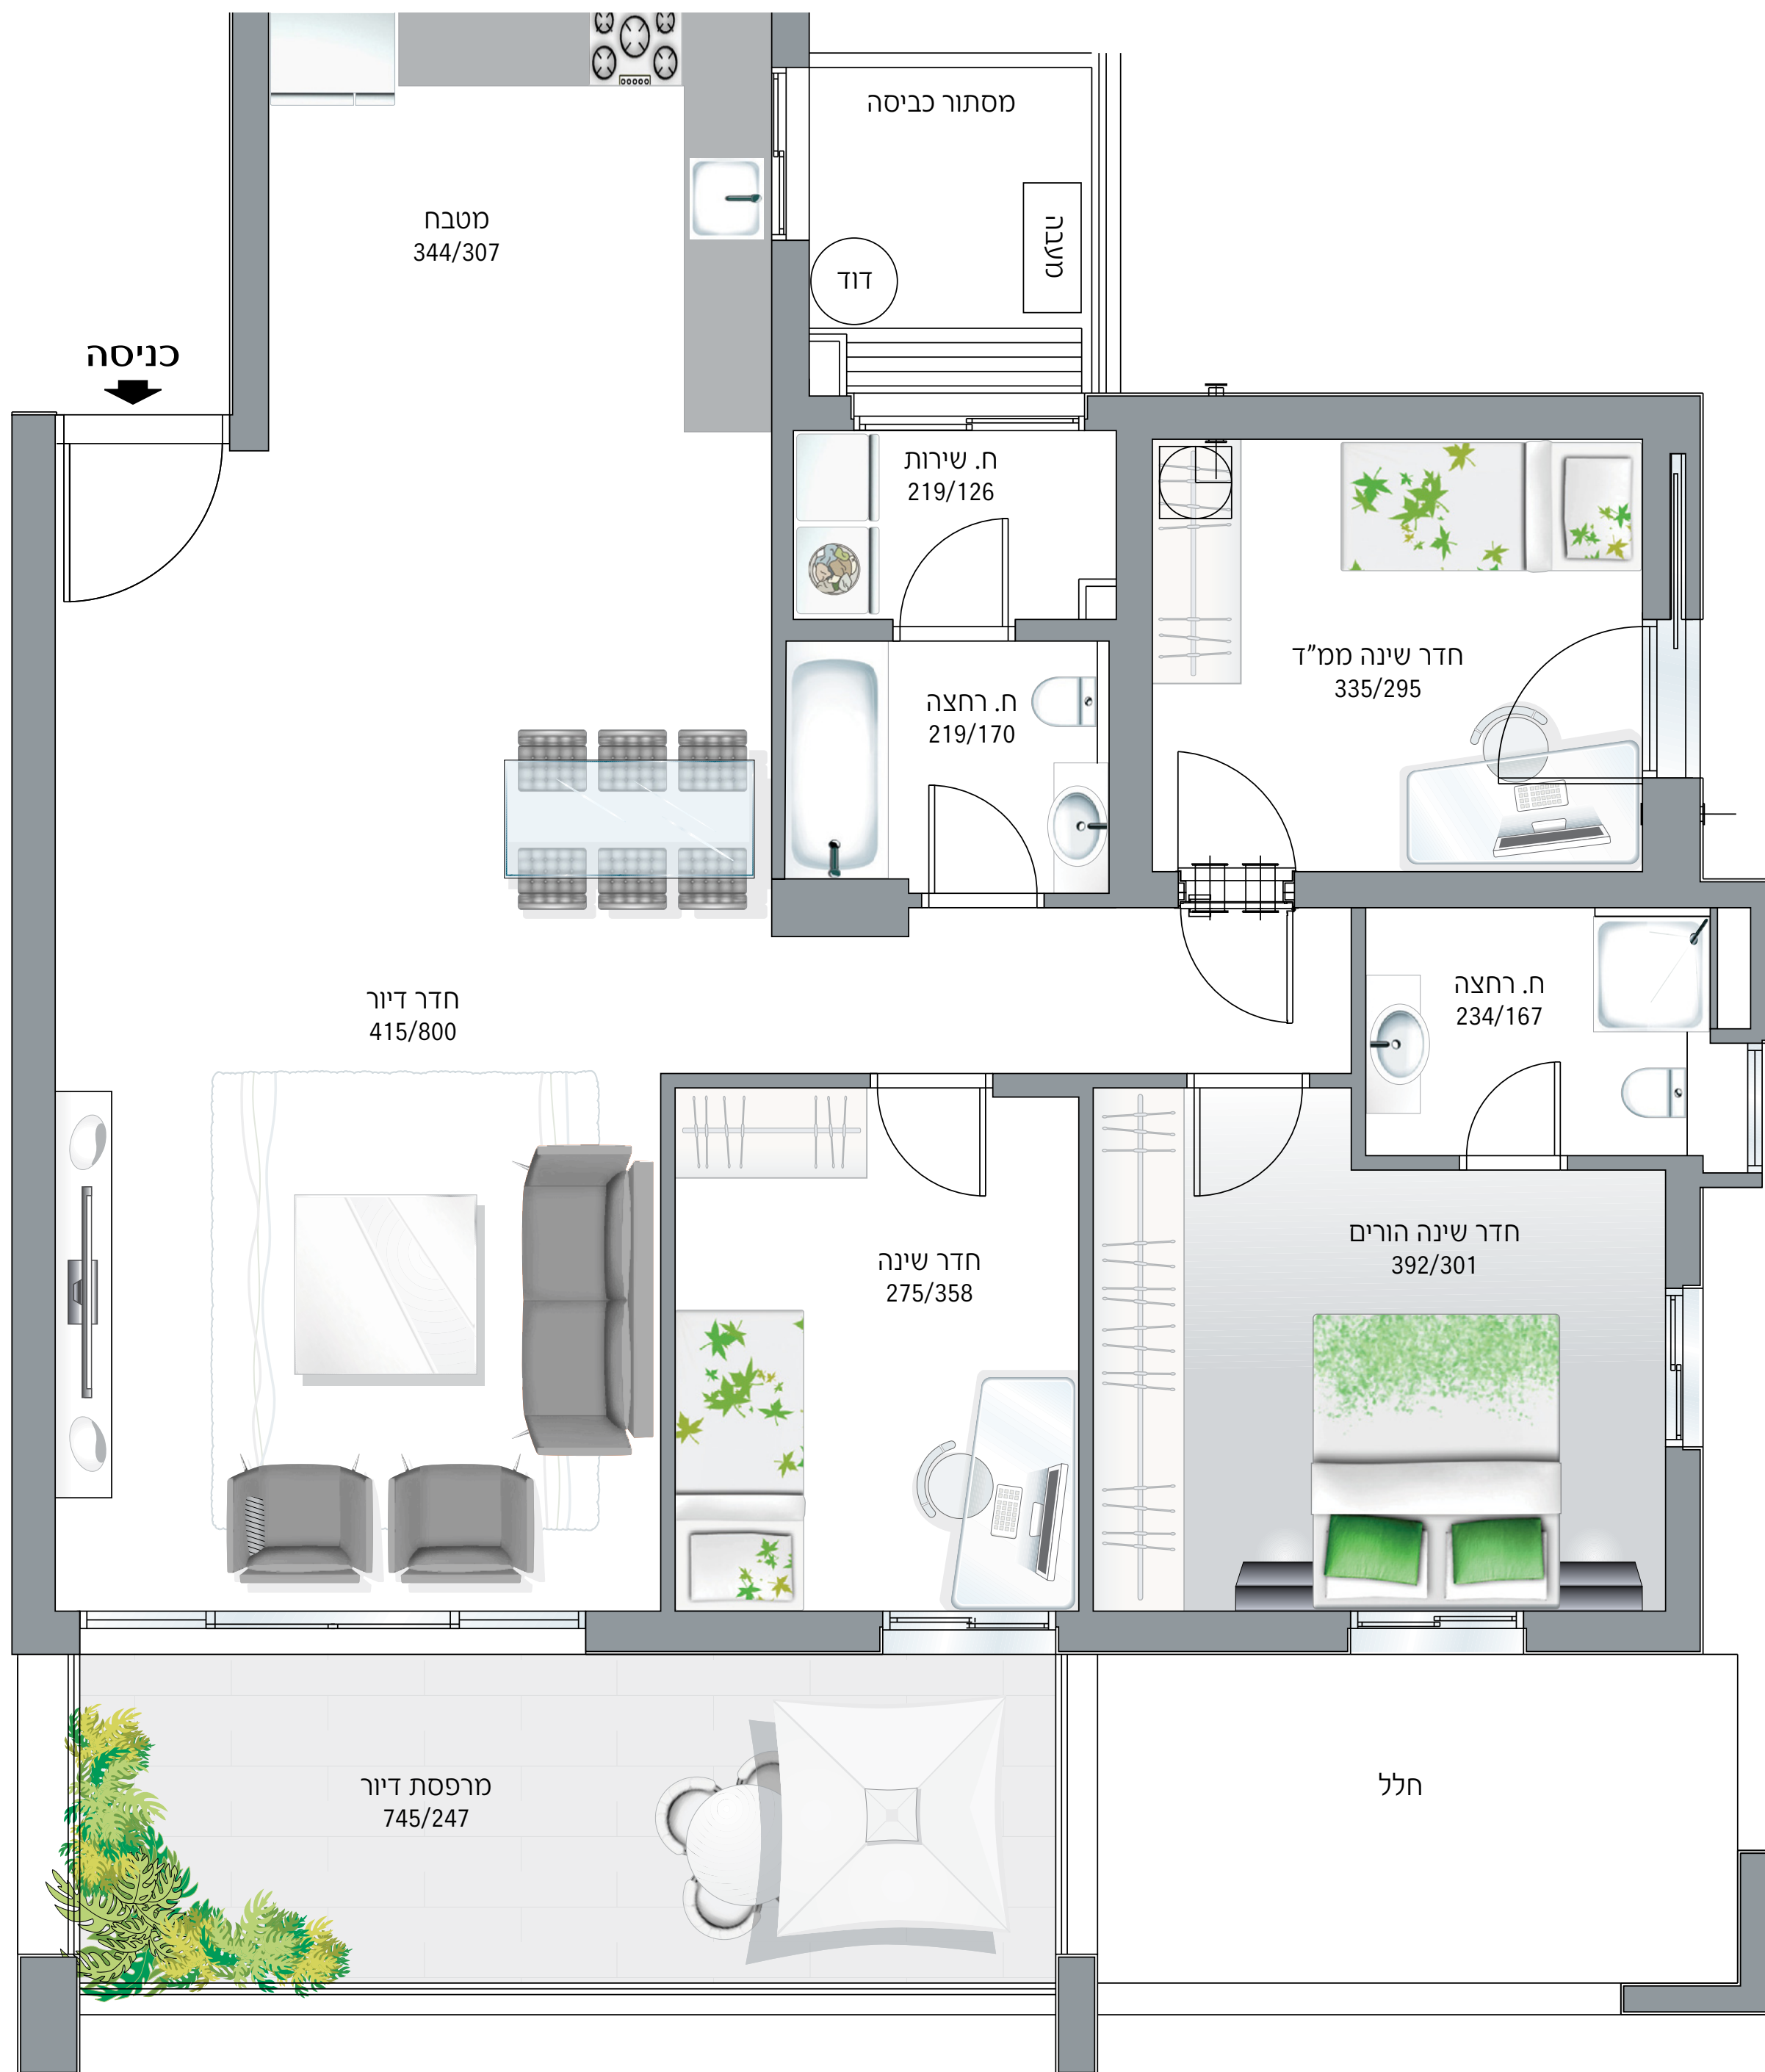 מסתור כביסה
מטבח
344/307
מעבה
דוד
כניסה
ח. שירות
219/126
חדר שינה ממ"ד
335/295
ח. רחצה
219/170
ח. רחצה
234/167
חדר דיור
415/800
חדר שינה הורים
392/301
חדר שינה
275/358
מרפסת דיור
745/247
חלל